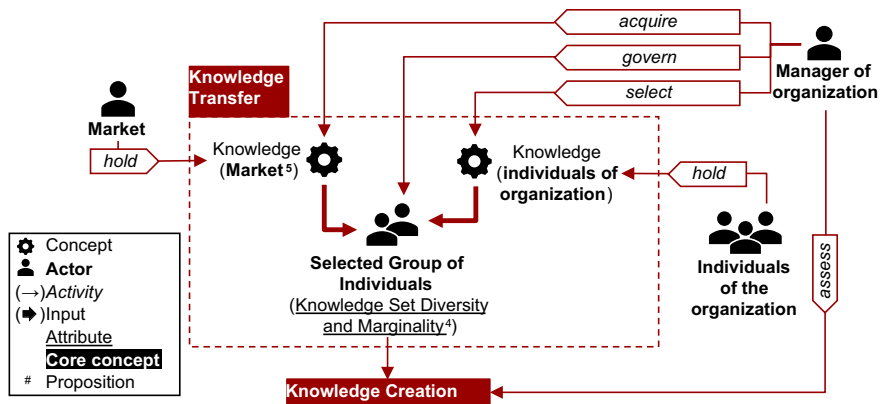 acquire
govern
select
Manager of
organization
Knowledge
Transfer
Market
hold
Knowledge
(Market⁵)
Knowledge
(individuals of
organization)
hold
Selected Group of
Individuals
(Knowledge Set Diversity
and Marginality⁴)
Individuals
of the
organization
assess
Concept
Actor
(→)Activity
(➡)Input
Attribute
Core concept
# Proposition
Knowledge Creation